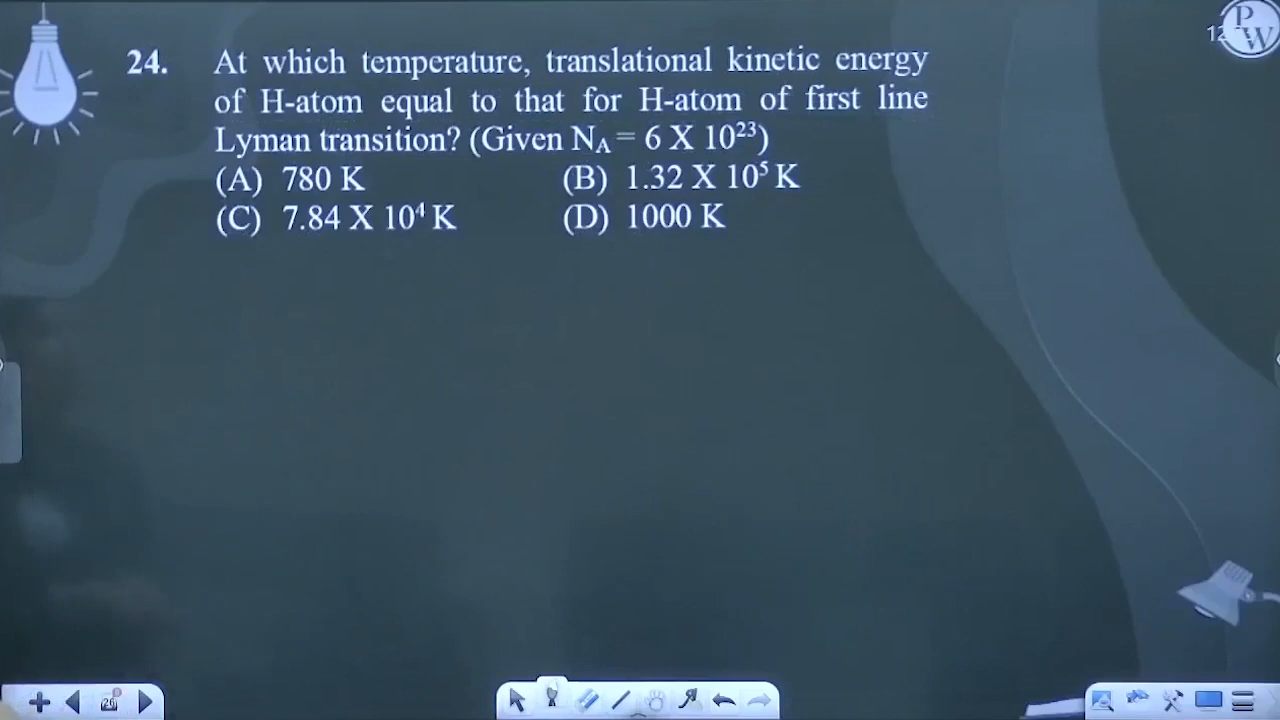 24. At which temperature, translational kinetic energy
of H-atom equal to that for H-atom of first line
Lyman transition? (Given N_A = 6 X 10²³)
(A) 780 K (B) 1.32 X 10⁵ K
(C) 7.84 X 10⁴ K (D) 1000 K
P
W